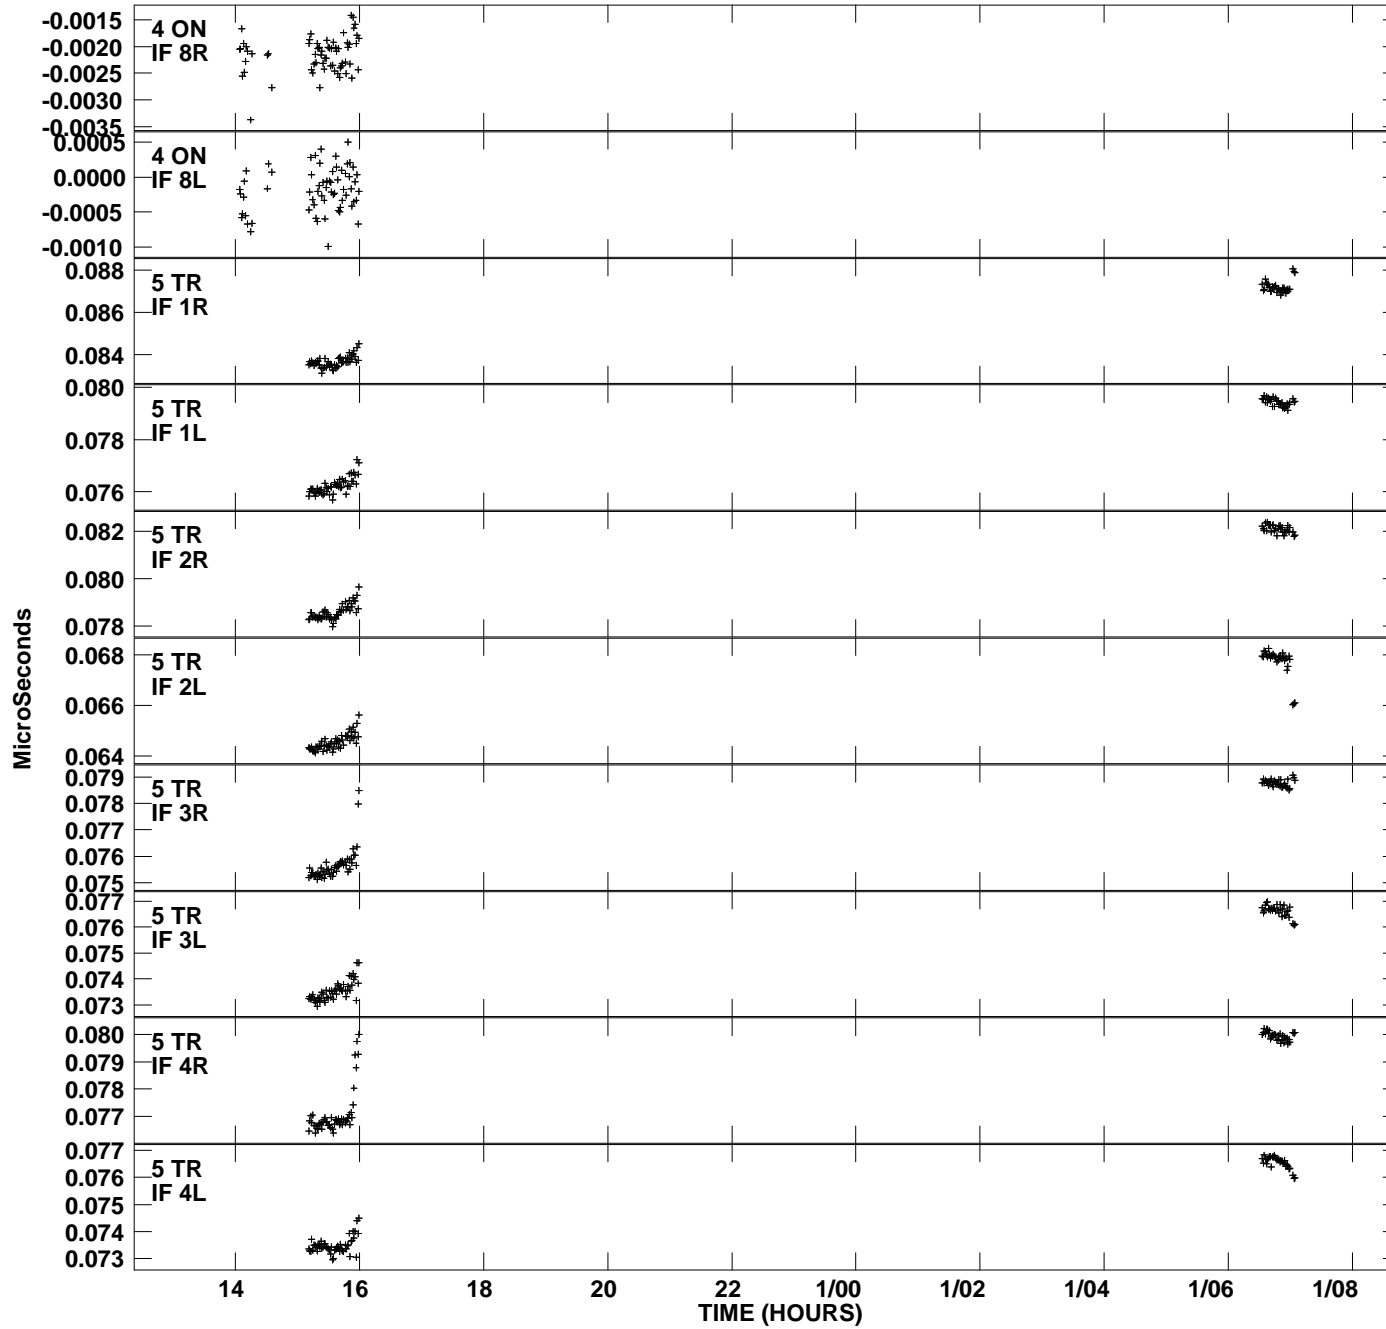 -0.0015
-0.0020
-0.0025
-0.0030
-0.0035
4 ON
IF 8R
0.0005
0.0000
-0.0005
-0.0010
4 ON
IF 8L
0.088
0.086
0.084
5 TR
IF 1R
0.080
0.078
0.076
5 TR
IF 1L
0.082
0.080
0.078
5 TR
IF 2R
0.068
0.066
0.064
5 TR
IF 2L
0.079
0.078
0.077
0.076
0.075
5 TR
IF 3R
0.077
0.076
0.075
0.074
0.073
5 TR
IF 3L
0.080
0.079
0.078
0.077
5 TR
IF 4R
0.077
0.076
0.075
0.074
0.073
5 TR
IF 4L
MicroSeconds
14 16 18 20 22 1/00 1/02 1/04 1/06 1/08
TIME (HOURS)